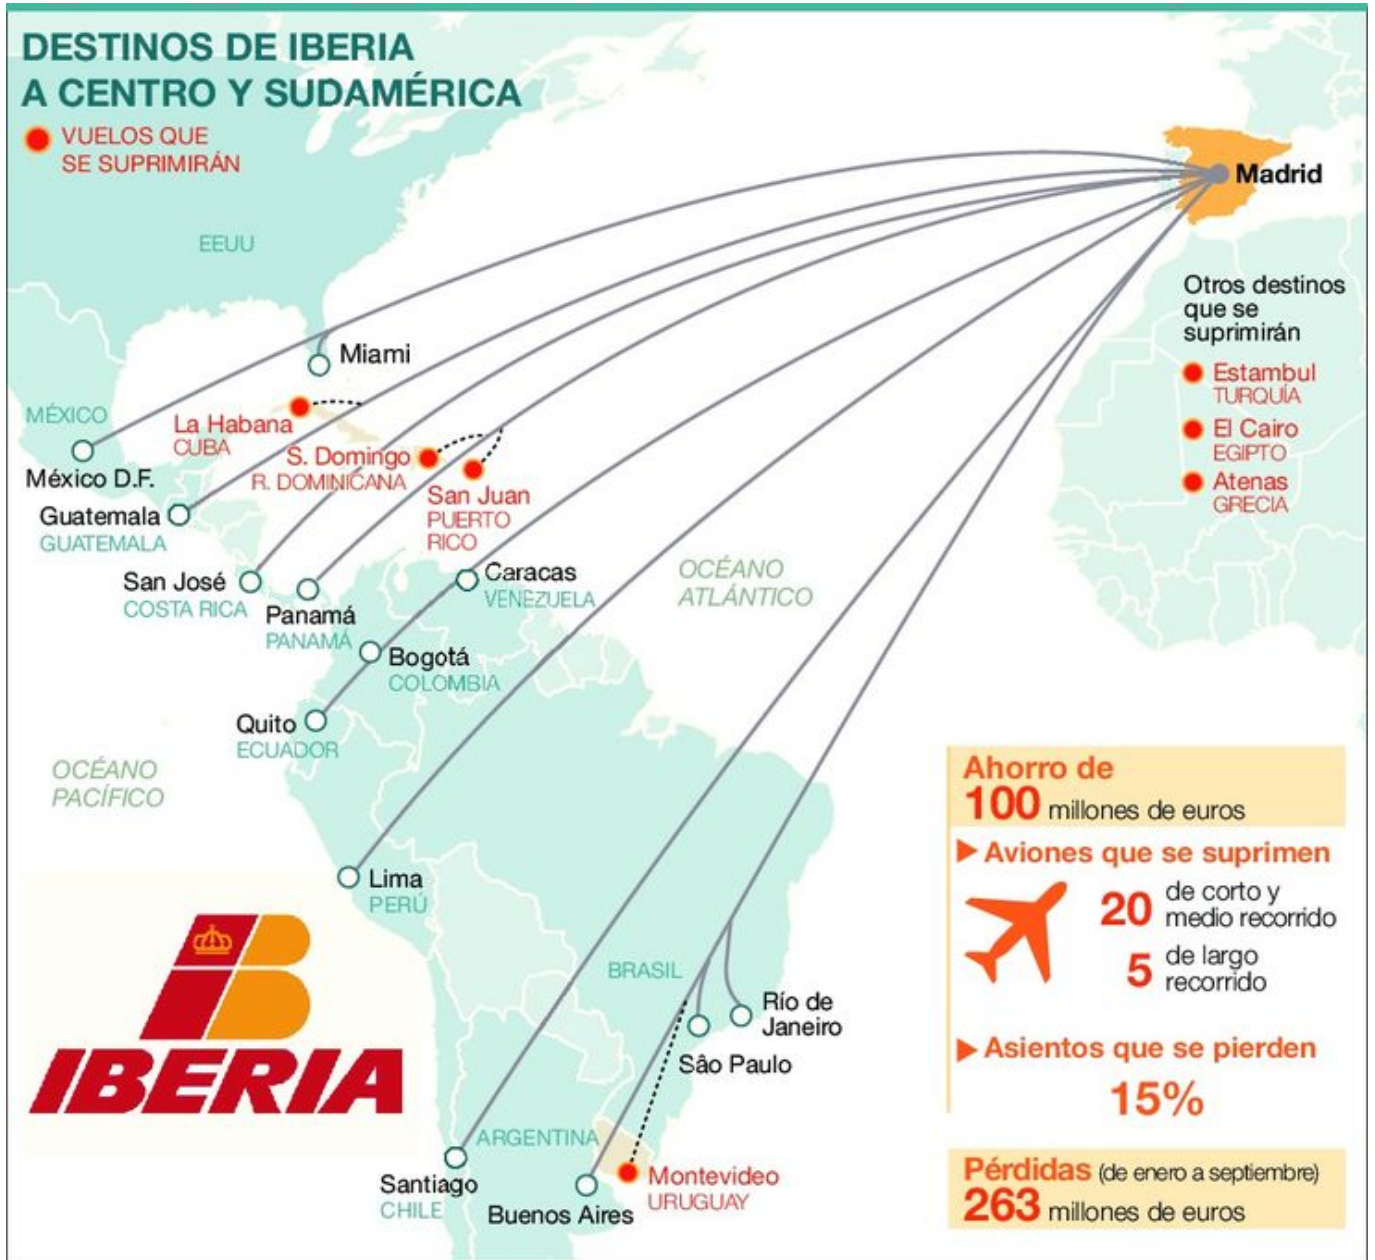 DESTINOS DE IBERIA
A CENTRO Y SUDAMÉRICA
VUELOS QUE
SE SUPRIMIRÁN
EEUU
Madrid
Otros destinos
que se
suprimirán
Estambul
TURQUÍA
El Cairo
EGIPTO
Atenas
GRECIA
Miami
MÉXICO
México D.F.
La Habana
CUBA
S. Domingo
R. DOMINICANA
San Juan
PUERTO
RICO
Guatemala
GUATEMALA
San José
COSTA RICA
Panamá
PANAMÁ
Caracas
VENEZUELA
OCÉANO
ATLÁNTICO
Bogotá
COLOMBIA
Quito
ECUADOR
OCÉANO
PACÍFICO
Lima
PERÚ
BRASIL
Río de
Janeiro
Sâo Paulo
ARGENTINA
Santiago
CHILE
Buenos Aires
Montevideo
URUGUAY
IBERIA
Ahorro de
100 millones de euros
Aviones que se suprimen
20 de corto y
medio recorrido
5 de largo
recorrido
Asientos que se pierden
15%
Pérdidas (de enero a septiembre)
263 millones de euros